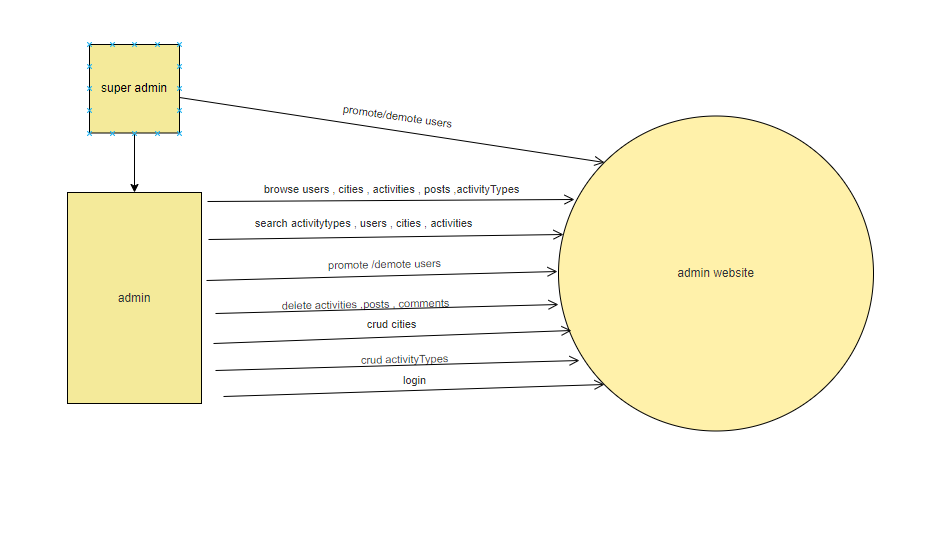 super admin
promote/demote users
browse users , cities , activities , posts ,activityTypes
search activitytypes , users , cities , activities
promote /demote users
admin
admin website
delete activities ,posts , comments
crud cities
crud activityTypes
login